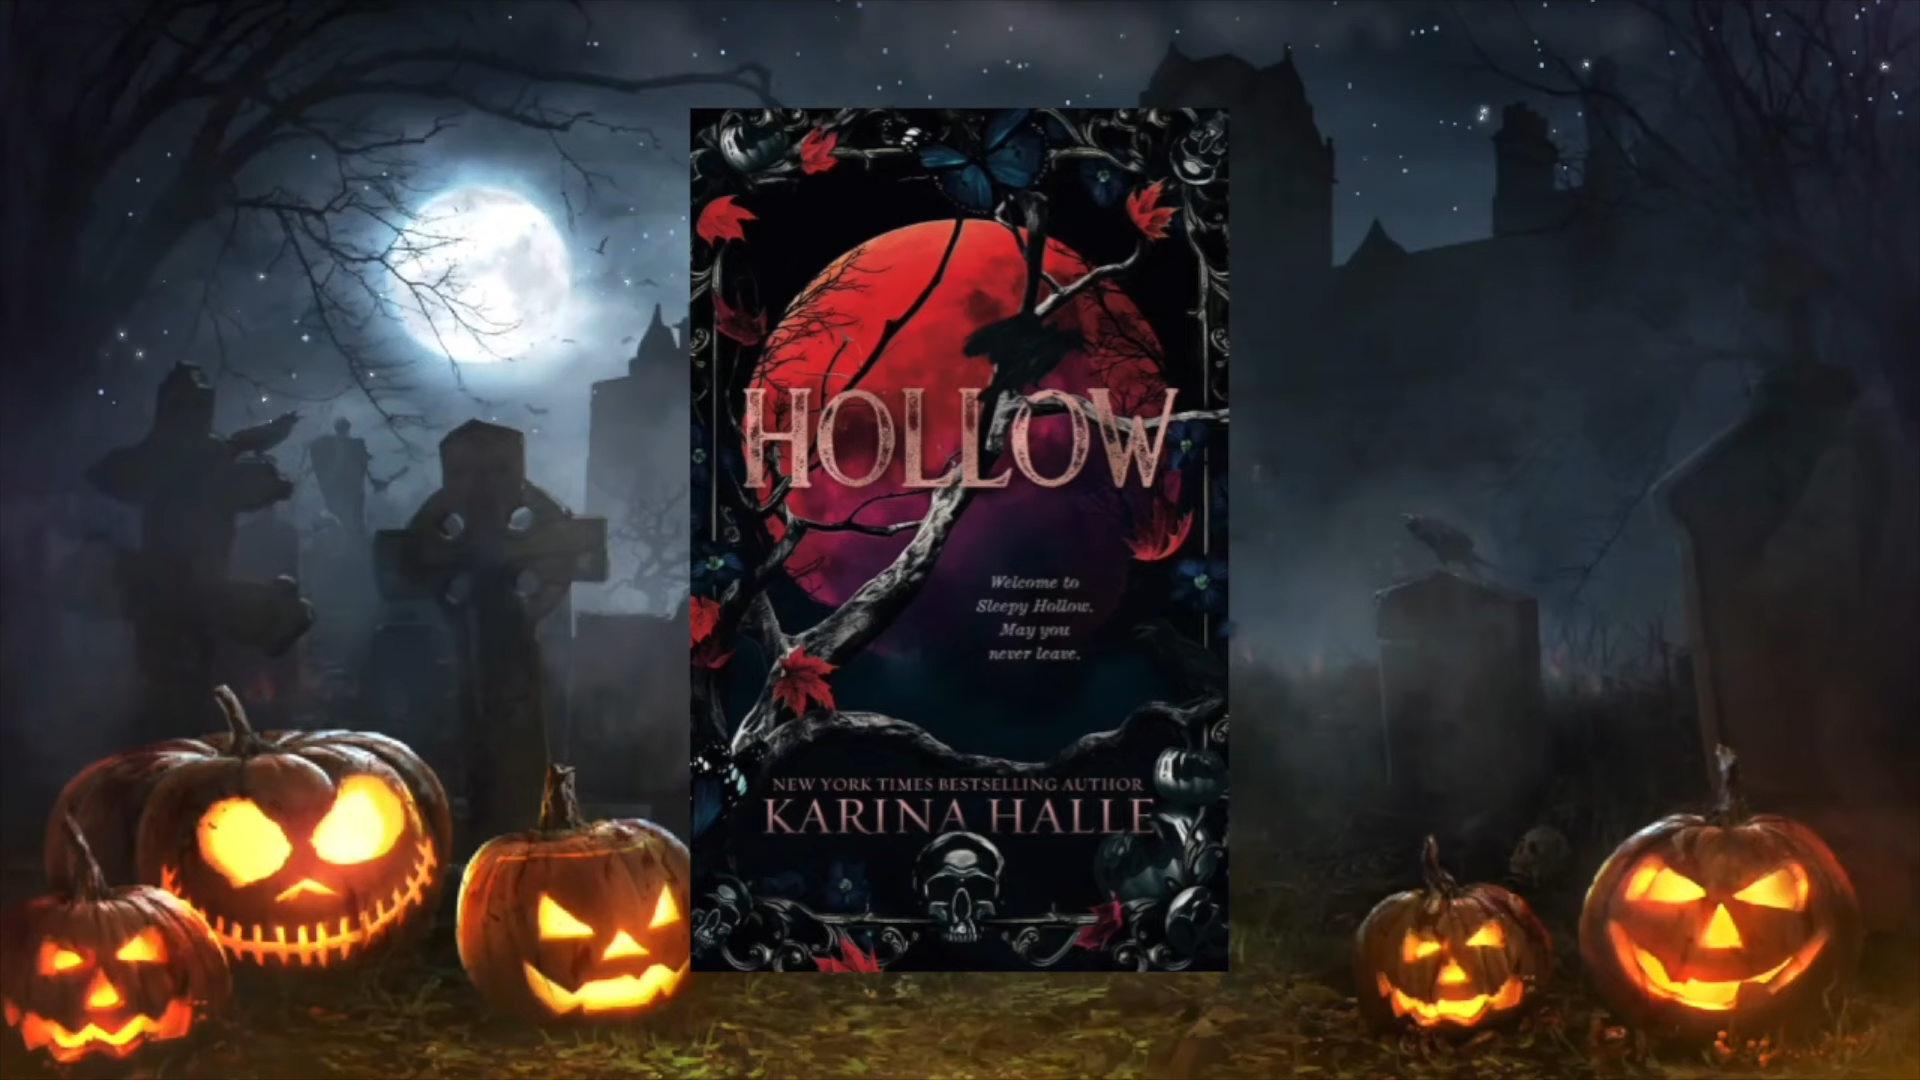 HOLLOW
Welcome to
Sleepy Hollow.
May you
never leave.
NEW YORK TIMES BESTSELLING AUTHOR
KARINA HALLE